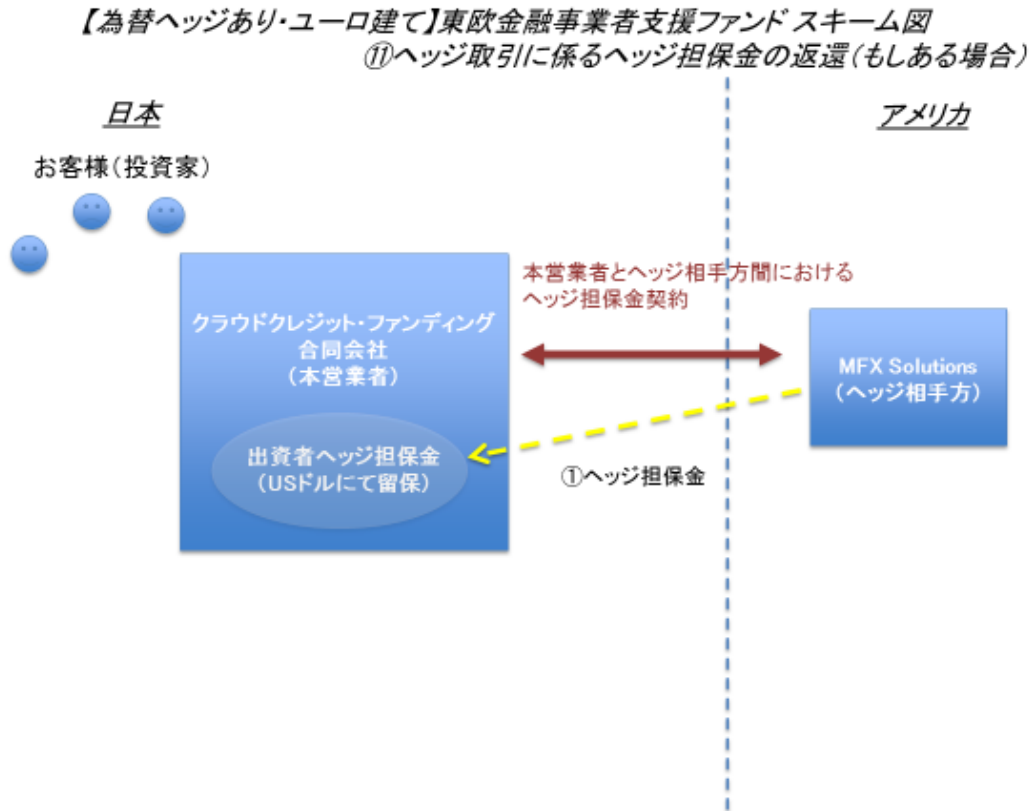 【為替ヘッジあり・ユーロ建て】東欧金融事業者支援ファンド スキーム図
⑪ヘッジ取引に係るヘッジ担保金の返還(もしある場合)
日本
アメリカ
お客様(投資家)
本営業者とヘッジ相手方間における
ヘッジ担保金契約
クラウドクレジット・ファンディング
合同会社
(本営業者)
MFX Solutions
(ヘッジ相手方)
出資者ヘッジ担保金
(USドルにて留保)
①ヘッジ担保金